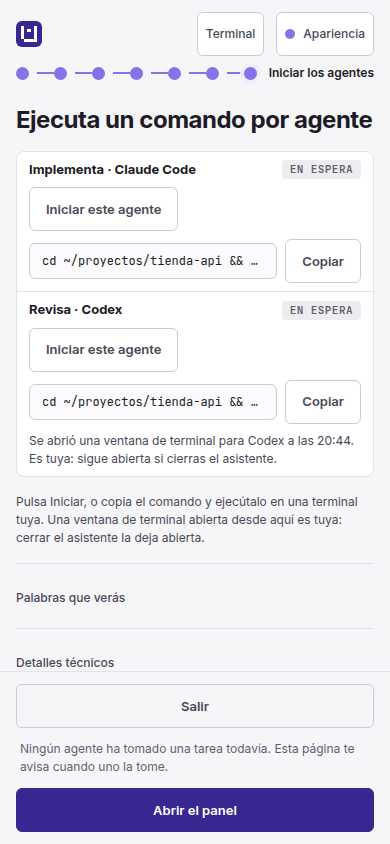 Terminal
Apariencia
Iniciar los agentes
Ejecuta un comando por agente
Implementa · Claude Code
EN ESPERA
Iniciar este agente
cd ~/proyectos/tienda-api && …
Copiar
Revisa · Codex
EN ESPERA
Iniciar este agente
cd ~/proyectos/tienda-api && …
Copiar
Se abrió una ventana de terminal para Codex a las 20:44.
Es tuya: sigue abierta si cierras el asistente.
Pulsa Iniciar, o copia el comando y ejecútalo en una terminal
tuya. Una ventana de terminal abierta desde aquí es tuya:
cerrar el asistente la deja abierta.
Palabras que verás
Detalles técnicos
Salir
Ningún agente ha tomado una tarea todavía. Esta página te
avisa cuando uno la tome.
Abrir el panel